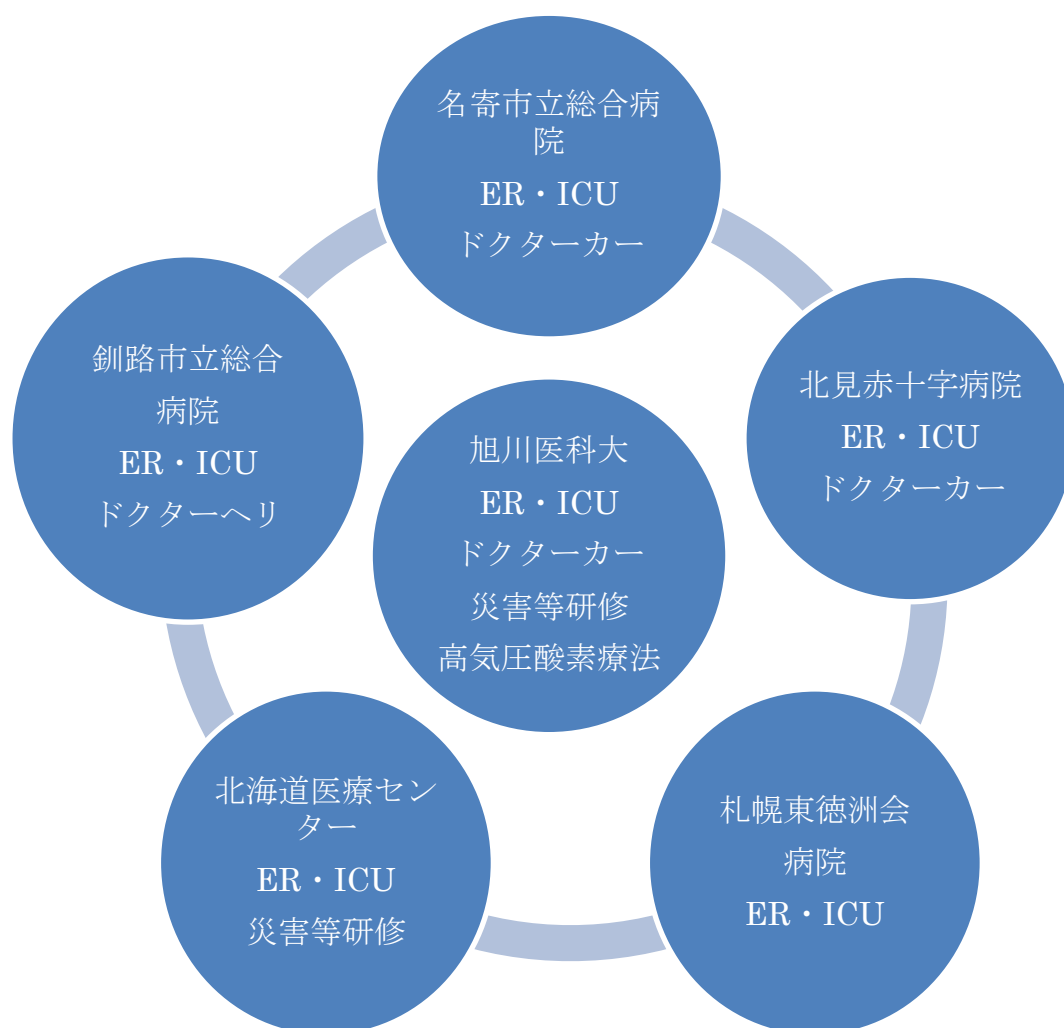 名寄市立総合病
院
ER・ICU
ドクターカー
北見赤十字病院
ER・ICU
ドクターカー
札幌東徳洲会
病院
ER・ICU
北海道医療セン
ター
ER・ICU
災害等研修
釧路市立総合
病院
ER・ICU
ドクターヘリ
旭川医科大
ER・ICU
ドクターカー
災害等研修
高気圧酸素療法